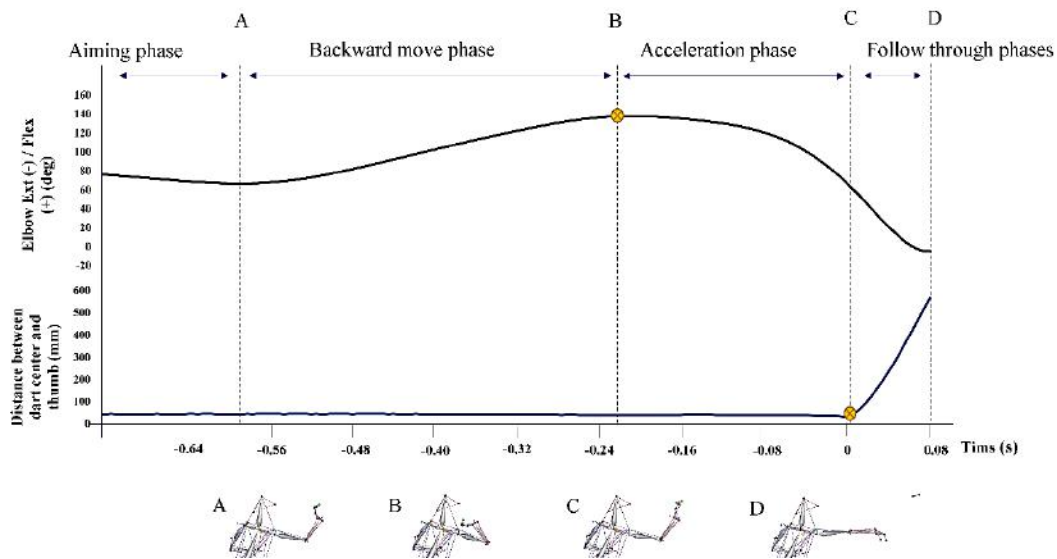 A B C D
Aiming phase Backward move phase Acceleration phase Follow through phases
Elbow Ext (-) / Flex
(+) (deg)
160
140
120
100
80
60
40
20
0
-20
Distance between
dart center and
thumb (mm)
600
400
300
200
100
0
-0.64 -0.56 -0.48 -0.40 -0.32 -0.24 -0.16 -0.08 0 0.08 Tims (s)
A B C D